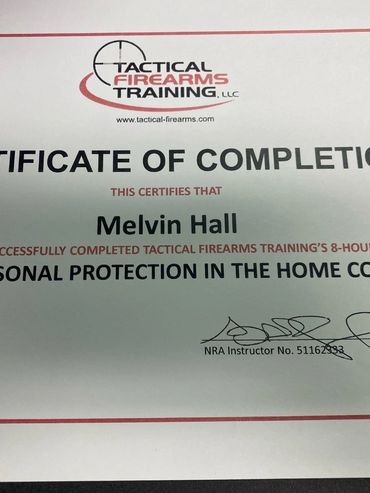 TACTICAL
FIREARMS
TRAINING, LLC
www.tactical-firearms.com
TIFICATE OF COMPLETIO
THIS CERTIFIES THAT
Melvin Hall
CCESSFULLY COMPLETED TACTICAL FIREARMS TRAINING'S 8-HOU
SONAL PROTECTION IN THE HOME CO
NRA Instructor No. 51162933